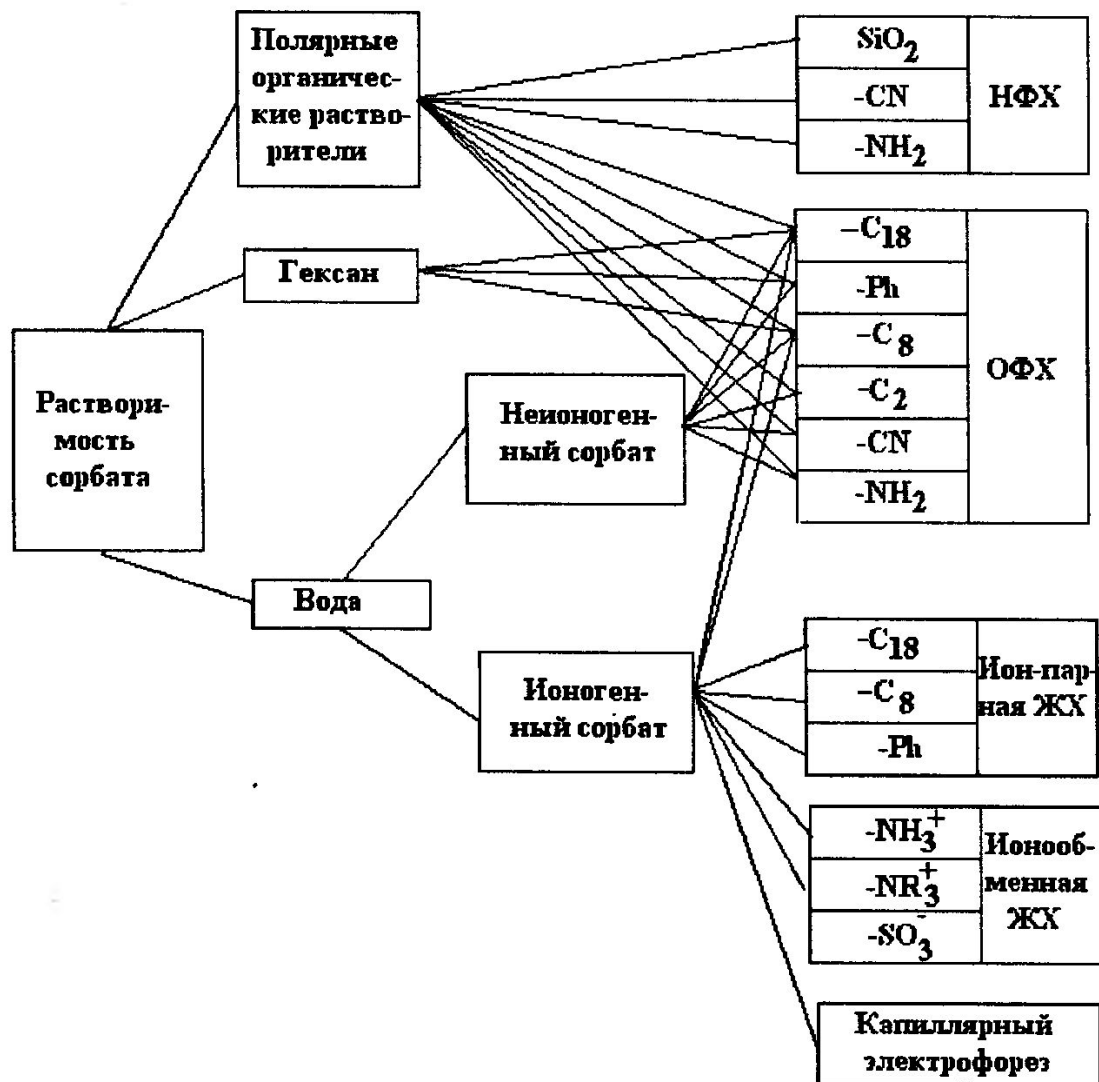 Полярные
органичес-
кие раство-
рители
SiO2
-CN
-NH2
НФХ
Гексан
–C18
-Ph
-C8
-C2
-CN
-NH2
ОФХ
Раствори-
мость
сорбата
Неионоген-
ный сорбат
Вода
Ионоген-
ный сорбат
-C18
-C8
-Ph
Ион-пар-
ная ЖХ
-NH3+
-NR3+
-SO3-
Ионооб-
менная
ЖХ
Капиллярный
электрофорез